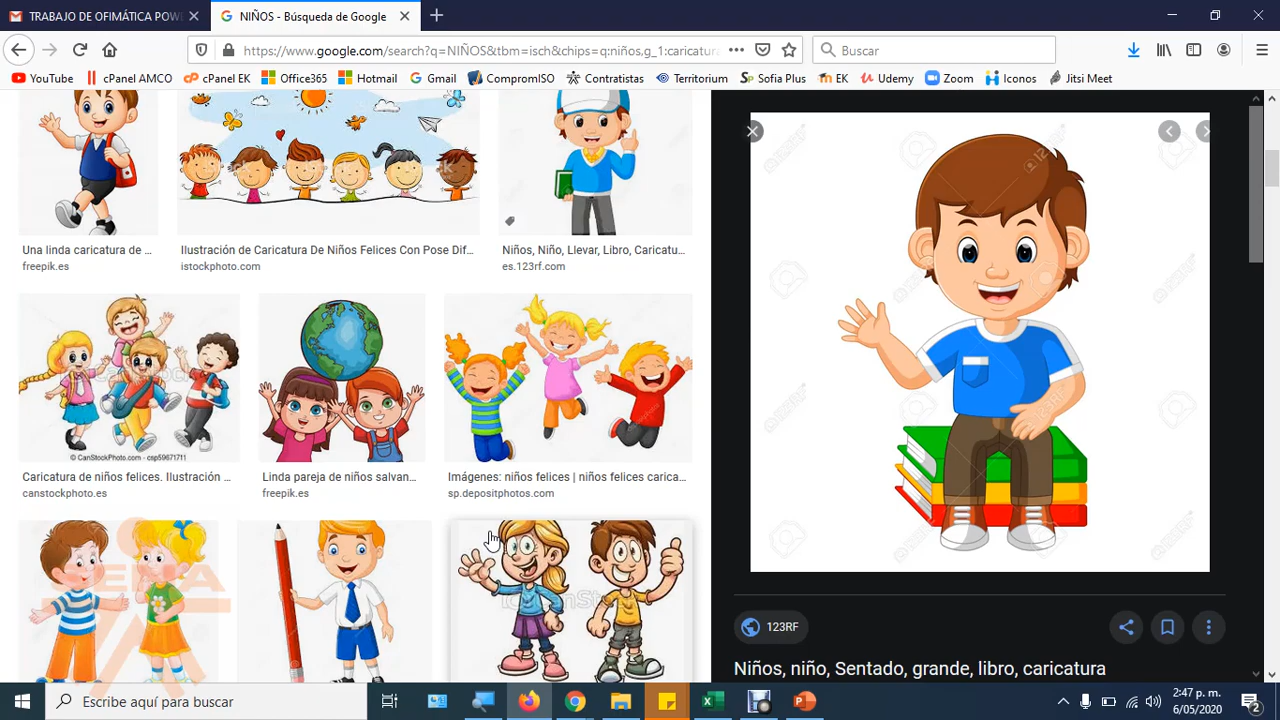 TRABAJO DE OFIMÁTICA POW
NIÑOS - Búsqueda de Google
https://www.google.com/search?q=NIÑOS&tbm=isch&chips=q:niños,g_1:caricatura
Buscar
YouTube
cPanel AMCO
cPanel EK
Office365
Hotmail
Gmail
CompromISO
Contratistas
Territorium
Sofia Plus
EK
Udemy
Zoom
Iconos
Jitsi Meet
Una linda caricatura de ...
freepik.es
Ilustración de Caricatura De Niños Felices Con Pose Dif...
istockphoto.com
Niños, Niño, Llevar, Libro, Caricatu...
es.123rf.com
© CanStockPhoto.com - csp59671711
Caricatura de niños felices. Ilustración ...
canstockphoto.es
Linda pareja de niños salvan...
freepik.es
Imágenes: niños felices | niños felices carica...
sp.depositphotos.com
123RF
Niños, niño, Sentado, grande, libro, caricatura
Escribe aquí para buscar
2:47 p. m.
6/05/2020
2